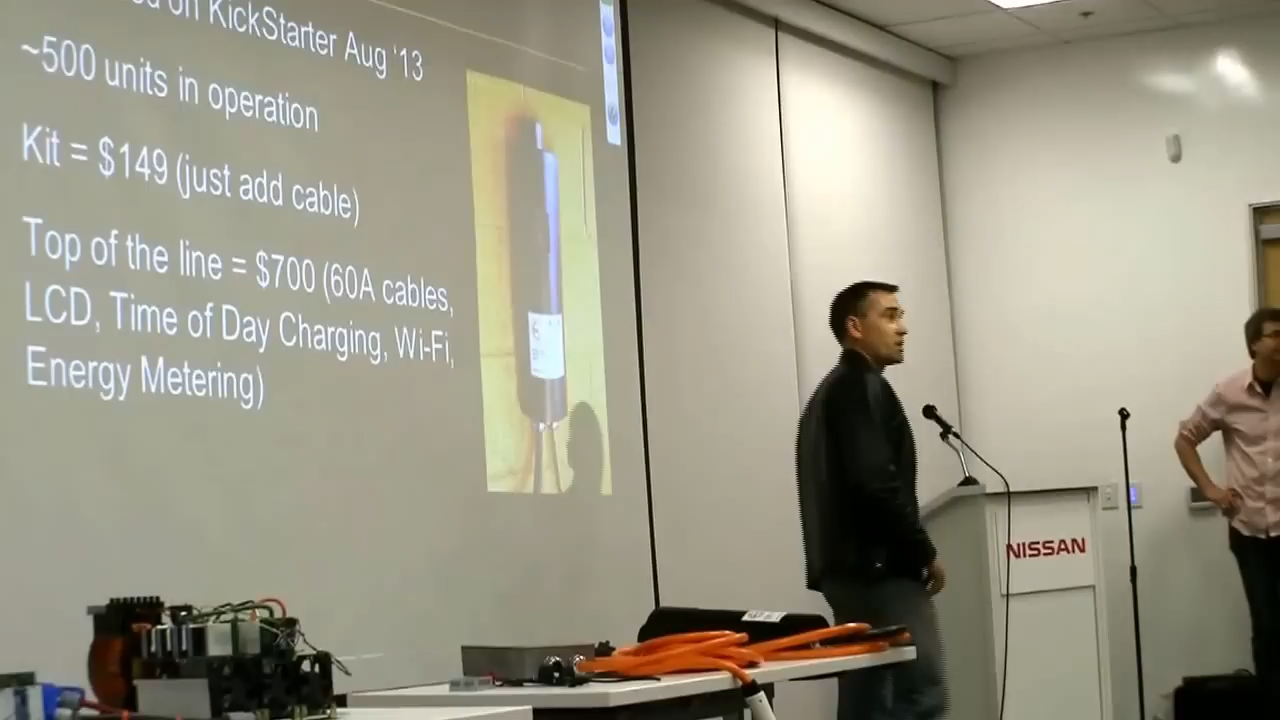 on KickStarter Aug '13
~500 units in operation
Kit = $149 (just add cable)
Top of the line = $700 (60A cables,
LCD, Time of Day Charging, Wi-Fi,
Energy Metering)
NISSAN